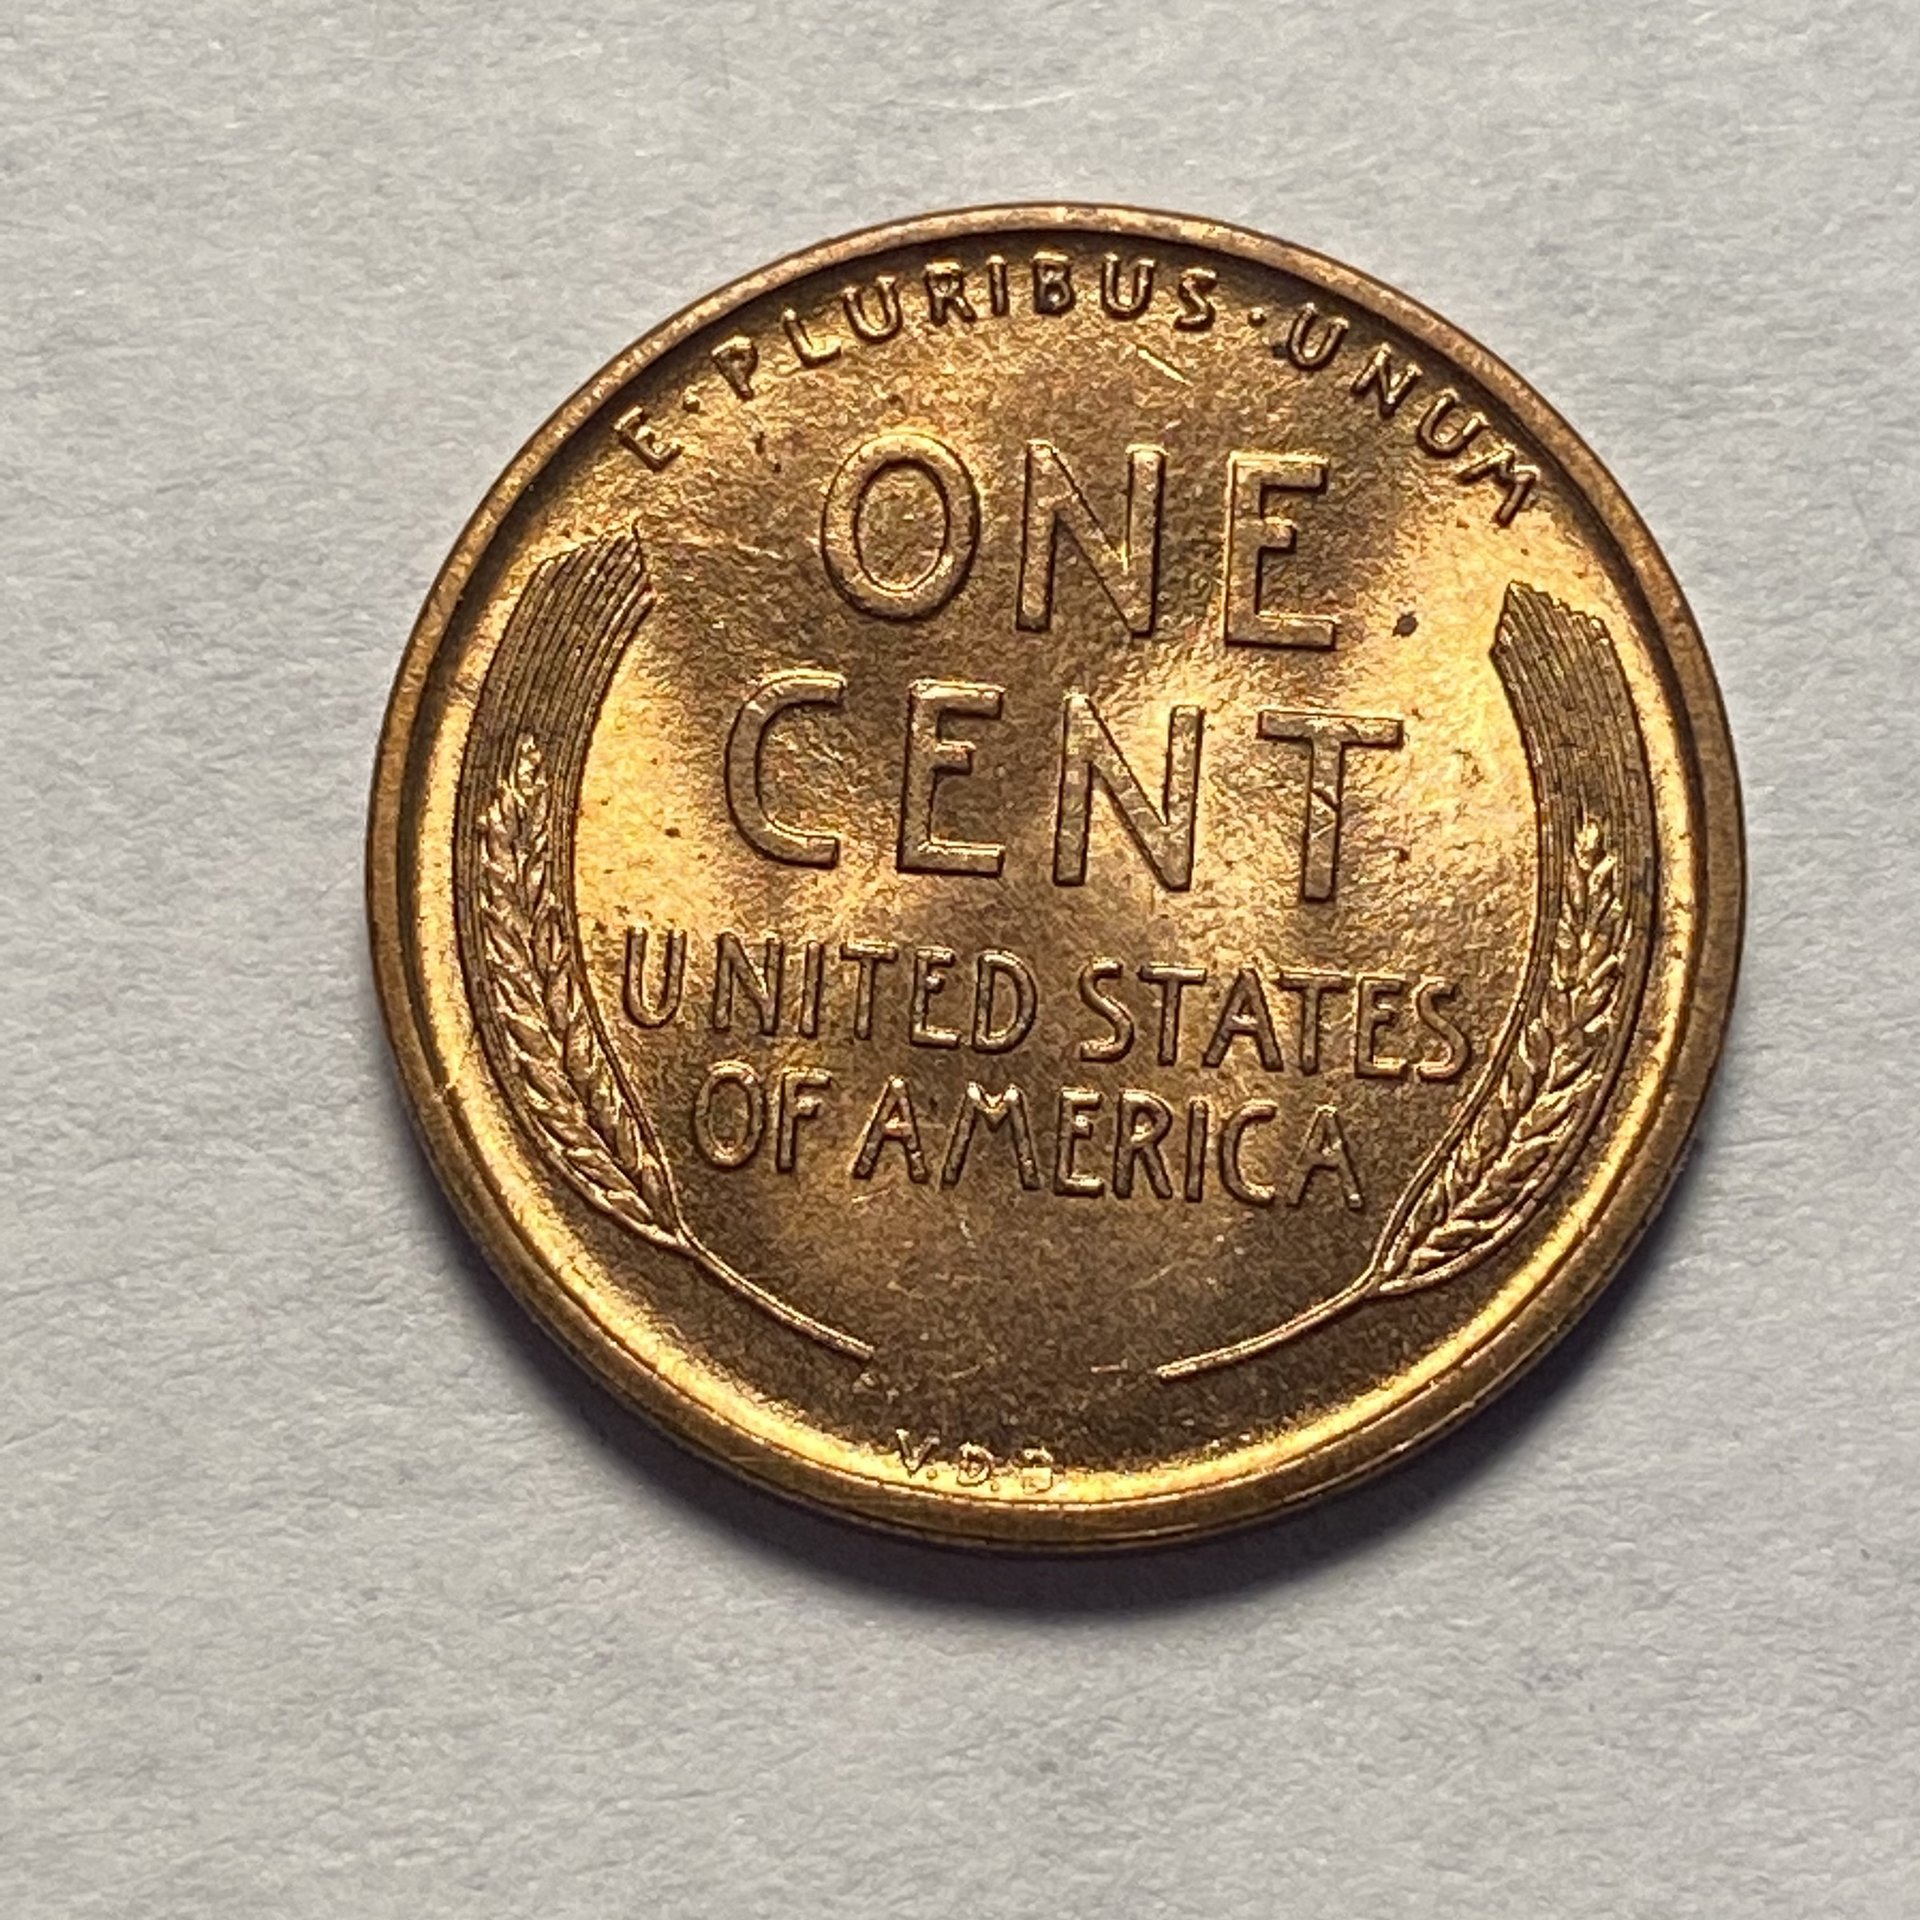 E·PLURIBUS·UNUM
ONE
CENT
UNITED STATES
OF AMERICA
V.D.B